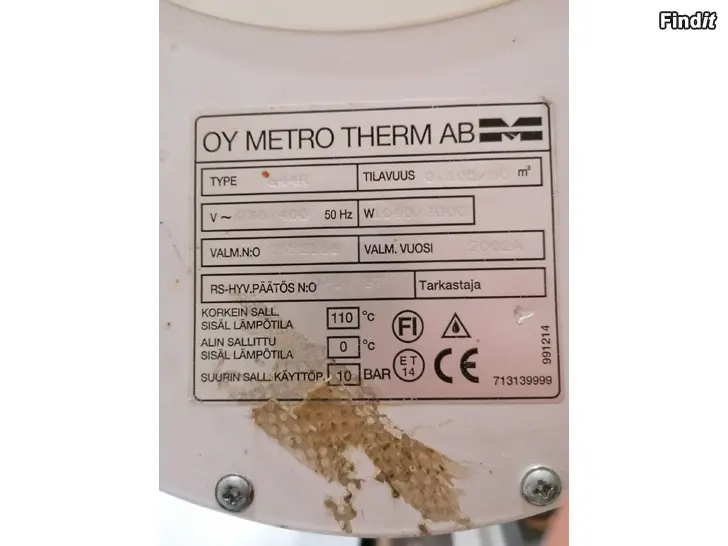 Findit
OY METRO THERM AB
TYPE TILAVUUS m³
V ~ 50 Hz W
VALM.N:O VALM. VUOSI
RS-HYV.PÄÄTÖS N:O Tarkastaja
KORKEIN SALL.
SISÄL LÄMPÖTILA 110 °C
FI
ALIN SALLITTU
SISÄL LÄMPÖTILA 0 °C
SUURIN SALL. KÄYTTÖP. 10 BAR
ET
14
CE
991214
713139999